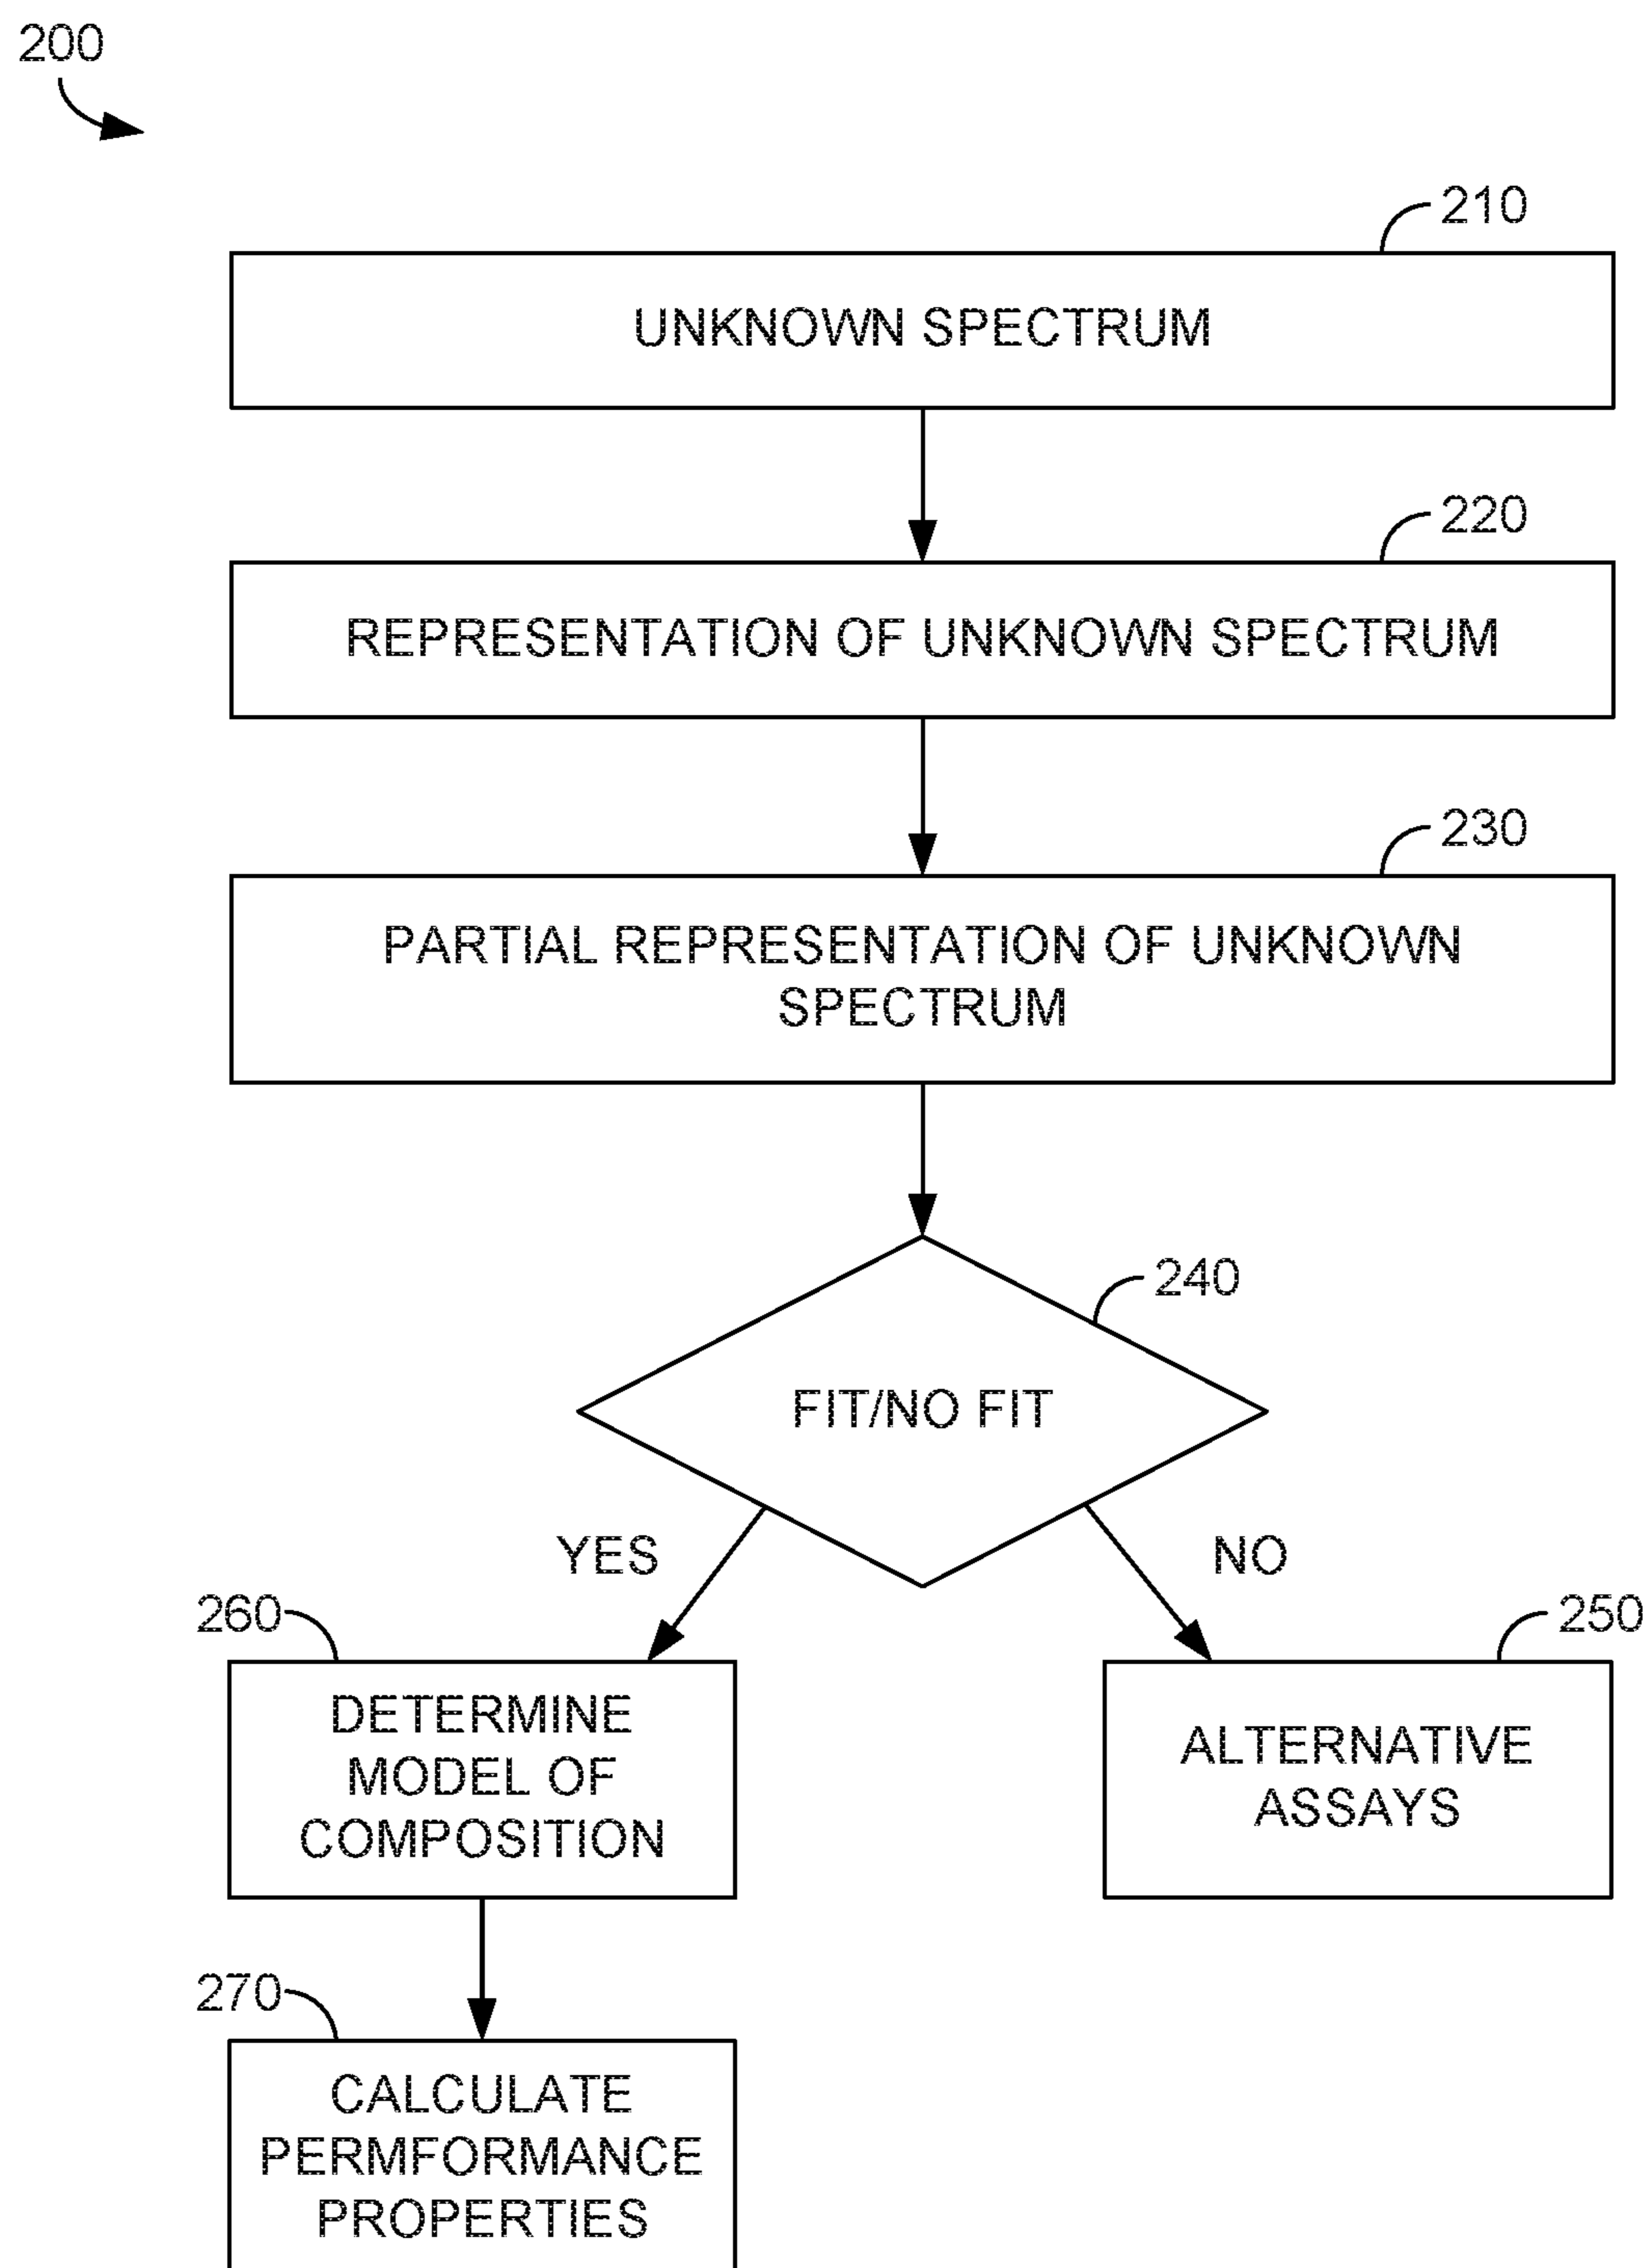 200
210
UNKNOWN SPECTRUM
220
REPRESENTATION OF UNKNOWN SPECTRUM
230
PARTIAL REPRESENTATION OF UNKNOWN
SPECTRUM
240
FIT/NO FIT
YES
NO
260
250
DETERMINE
MODEL OF
COMPOSITION
ALTERNATIVE
ASSAYS
270
CALCULATE
PERMFORMANCE
PROPERTIES